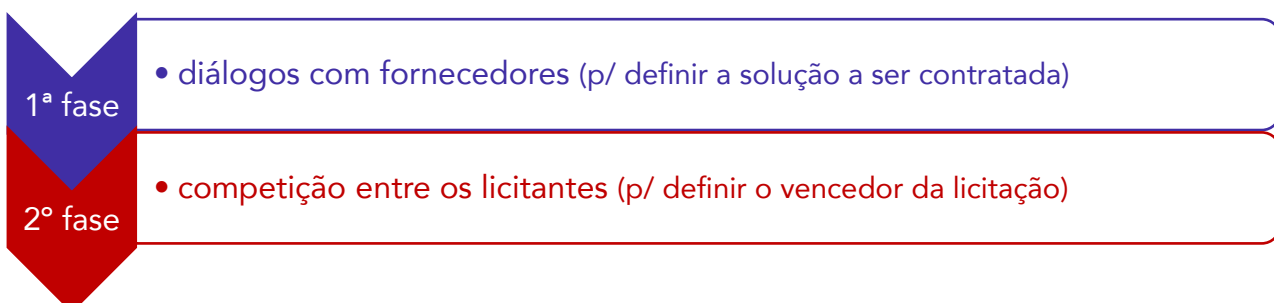 1ª fase
• diálogos com fornecedores (p/ definir a solução a ser contratada)
2º fase
• competição entre os licitantes (p/ definir o vencedor da licitação)